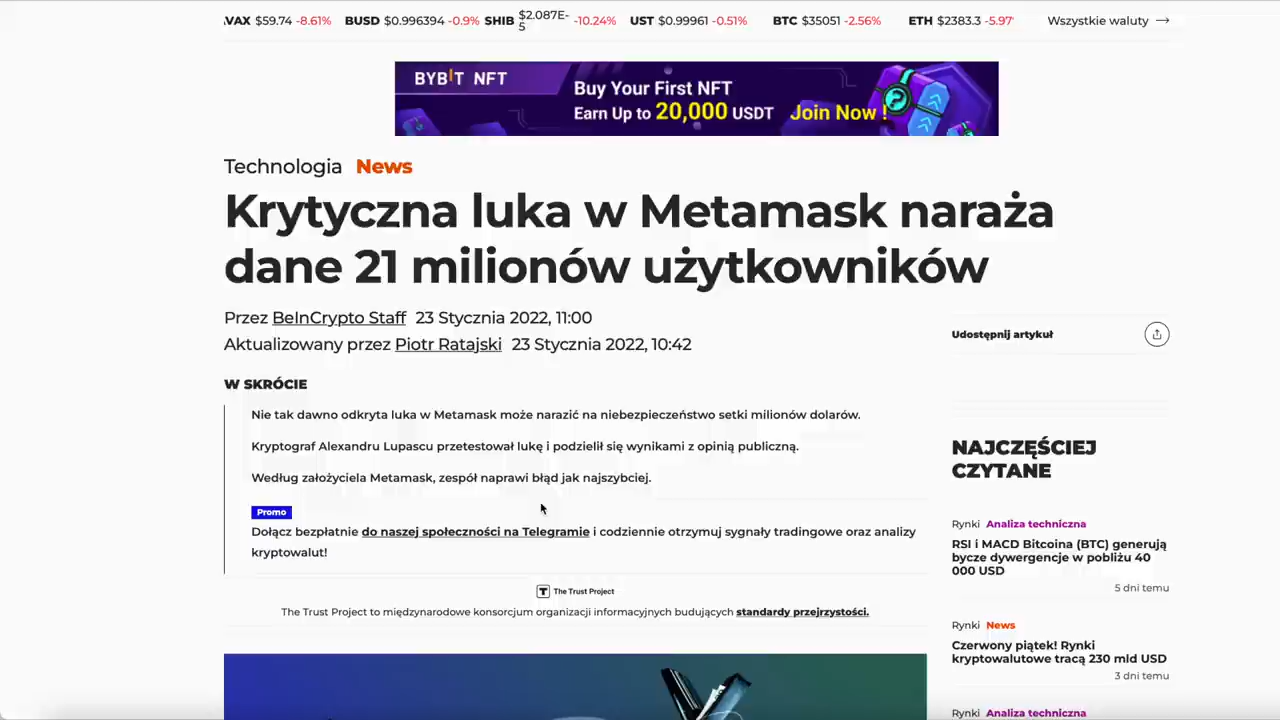 AVAX $59.74 -8.61% BUSD $0.996394 -0.9% SHIB $2.087E-5 -10.24% UST $0.99961 -0.51% BTC $35051 -2.56% ETH $2383.3 -5.97 Wszystkie waluty →
BYBIT NFT
Buy Your First NFT
Earn Up to 20,000 USDT Join Now !
Technologia News
Krytyczna luka w Metamask naraża
dane 21 milionów użytkowników
Przez BeInCrypto Staff 23 Stycznia 2022, 11:00
Aktualizowany przez Piotr Ratajski 23 Stycznia 2022, 10:42
Udostępnij artykuł
W SKRÓCIE
Nie tak dawno odkryta luka w Metamask może narazić na niebezpieczeństwo setki milionów dolarów.
Kryptograf Alexandru Lupascu przetestował lukę i podzielił się wynikami z opinią publiczną.
Według założyciela Metamask, zespół naprawi błąd jak najszybciej.
Promo
Dołącz bezpłatnie do naszej społeczności na Telegramie i codziennie otrzymuj sygnały tradingowe oraz analizy
kryptowalut!
The Trust Project
The Trust Project to międzynarodowe konsorcjum organizacji informacyjnych budujących standardy przejrzystości.
NAJCZĘŚCIEJ
CZYTANE
Rynki Analiza techniczna
RSI i MACD Bitcoina (BTC) generują
bycze dywergencje w pobliżu 40
000 USD
5 dni temu
Rynki News
Czerwony piątek! Rynki
kryptowalutowe tracą 230 mld USD
3 dni temu
Rynki Analiza techniczna